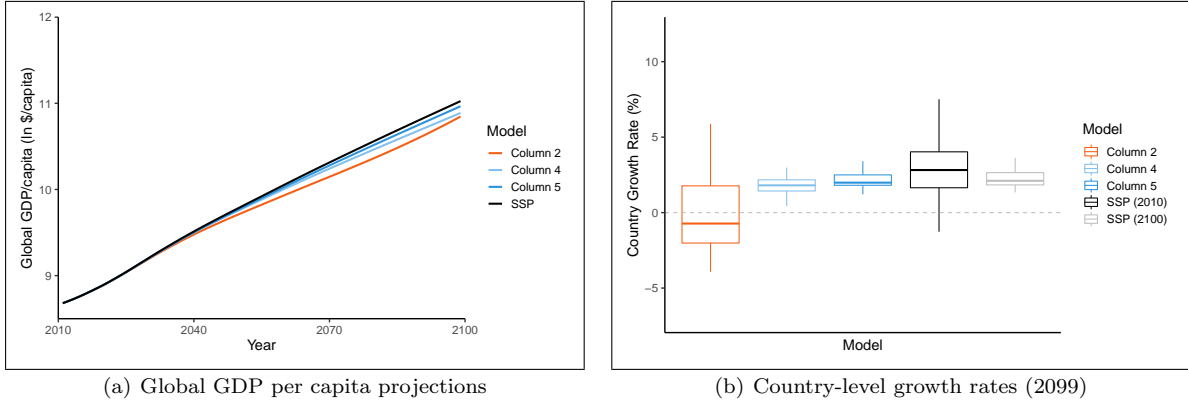 12
11
10
9
2010
2040
2070
2100
Year
Global GDP/capita (ln $/capita)
Model
Column 2
Column 4
Column 5
SSP
(a) Global GDP per capita projections
10
5
0
−5
Country Growth Rate (%)
Model
Model
Column 2
Column 4
Column 5
SSP (2010)
SSP (2100)
(b) Country-level growth rates (2099)